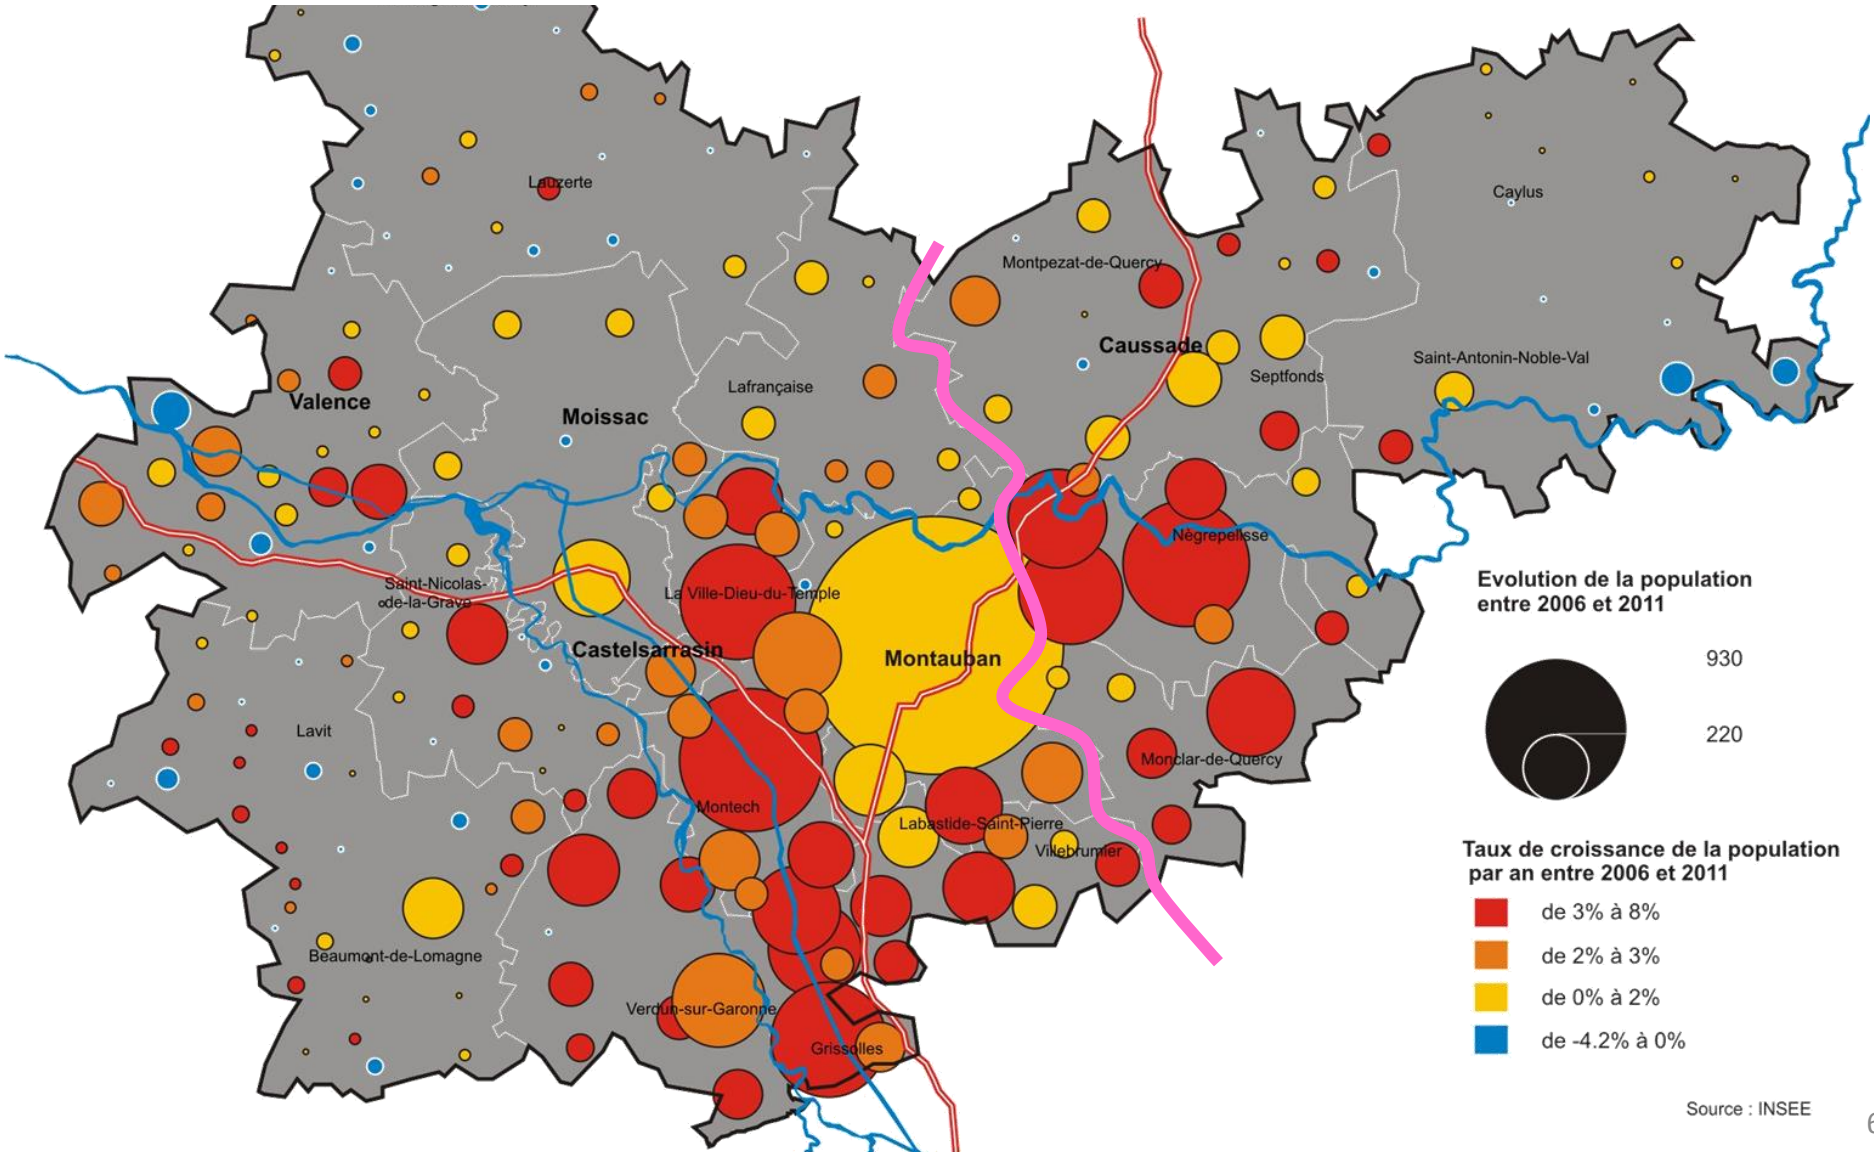 Lauzerte
Caylus
Montpezat-de-Quercy
Caussade
Septfonds
Saint-Antonin-Noble-Val
Lafrançaise
Valence
Moissac
Nègrepelisse
Saint-Nicolas-
de-la-Grave
La Ville-Dieu-du-Temple
Castelsarrasin
Montauban
Lavit
Monclar-de-Quercy
Montech
Labastide-Saint-Pierre
Villebrumier
Beaumont-de-Lomagne
Verdun-sur-Garonne
Grissolles
Evolution de la population
entre 2006 et 2011
930
220
Taux de croissance de la population
par an entre 2006 et 2011
de 3% à 8%
de 2% à 3%
de 0% à 2%
de -4.2% à 0%
Source : INSEE